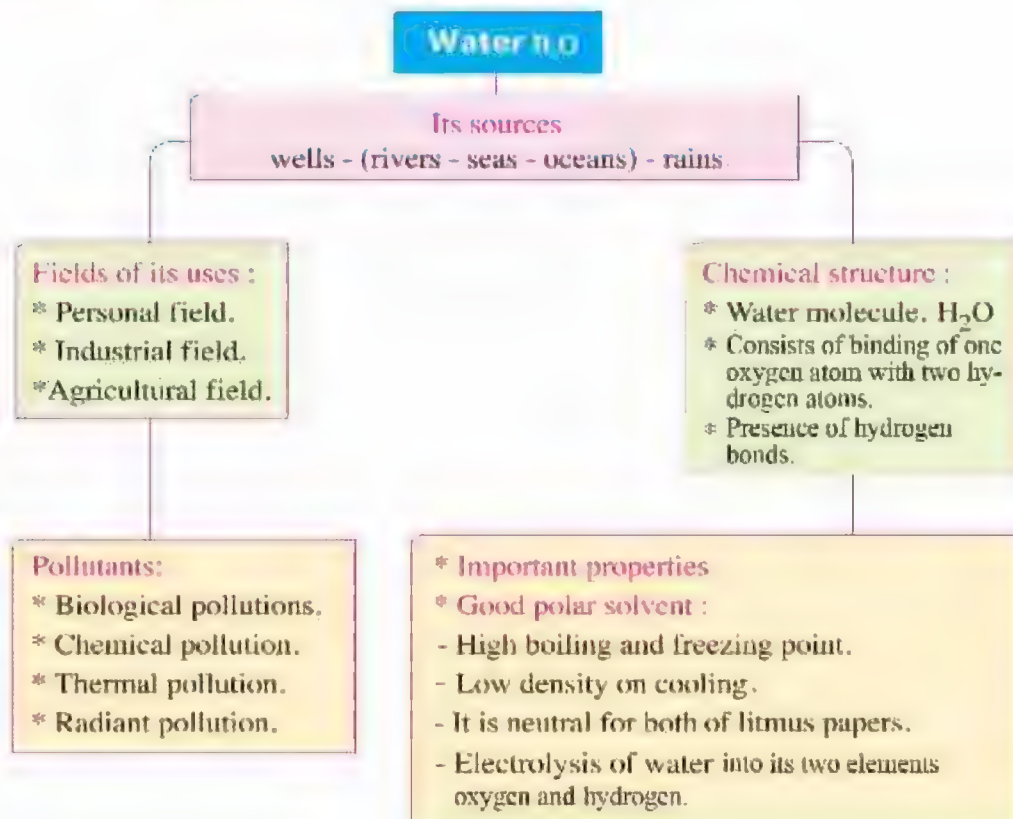 Water H₂O
Its sources
wells - (rivers - seas - oceans) - rains
Fields of its uses :
* Personal field.
* Industrial field.
*Agricultural field.
Chemical structure :
* Water molecule. H₂O
* Consists of binding of one
oxygen atom with two hy-
drogen atoms.
* Presence of hydrogen
bonds.
Pollutants:
* Biological pollutions.
* Chemical pollution.
* Thermal pollution.
* Radiant pollution.
* Important properties
* Good polar solvent :
- High boiling and freezing point.
- Low density on cooling.
- It is neutral for both of litmus papers.
- Electrolysis of water into its two elements
oxygen and hydrogen.